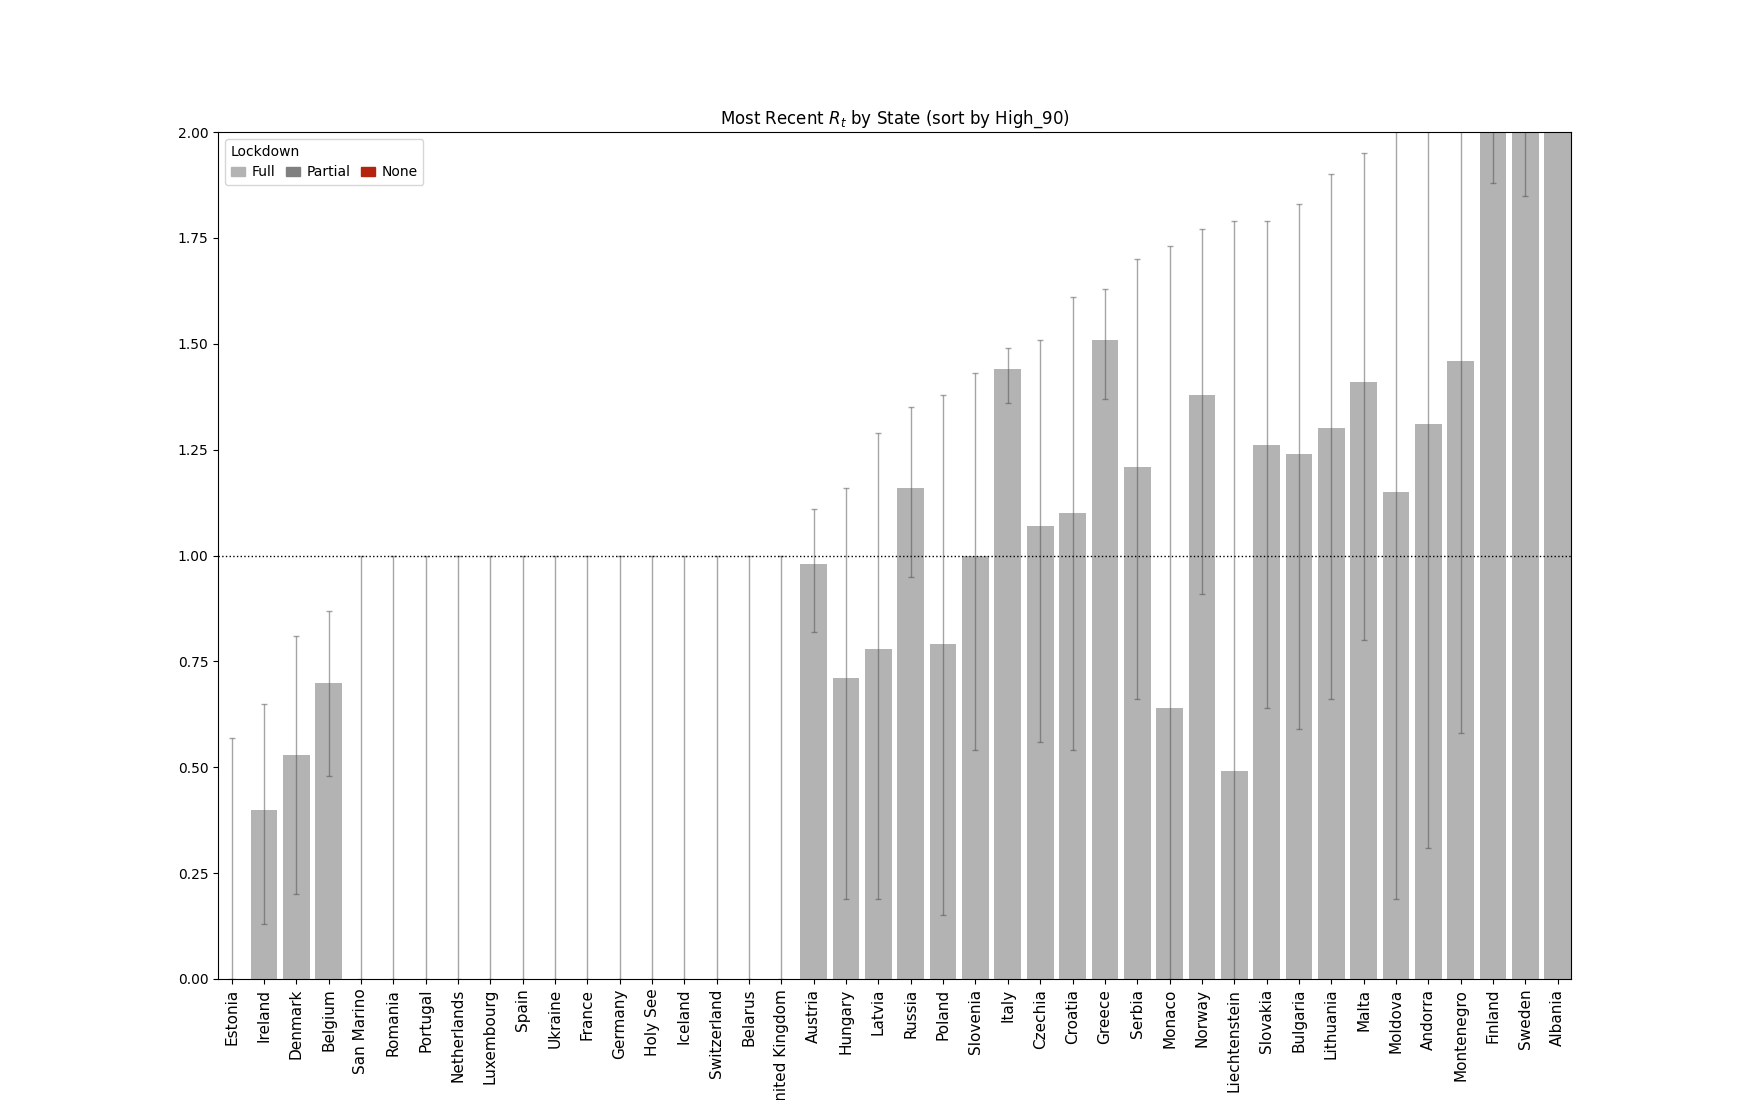 Most Recent R_t by State (sort by High_90)
Lockdown
Full Partial None
2.00
1.75
1.50
1.25
1.00
0.75
0.50
0.25
0.00
Estonia
Ireland
Denmark
Belgium
San Marino
Romania
Portugal
Netherlands
Luxembourg
Spain
Ukraine
France
Germany
Holy See
Iceland
Switzerland
Belarus
nited Kingdom
Austria
Hungary
Latvia
Russia
Poland
Slovenia
Italy
Czechia
Croatia
Greece
Serbia
Monaco
Norway
Liechtenstein
Slovakia
Bulgaria
Lithuania
Malta
Moldova
Andorra
Montenegro
Finland
Sweden
Albania